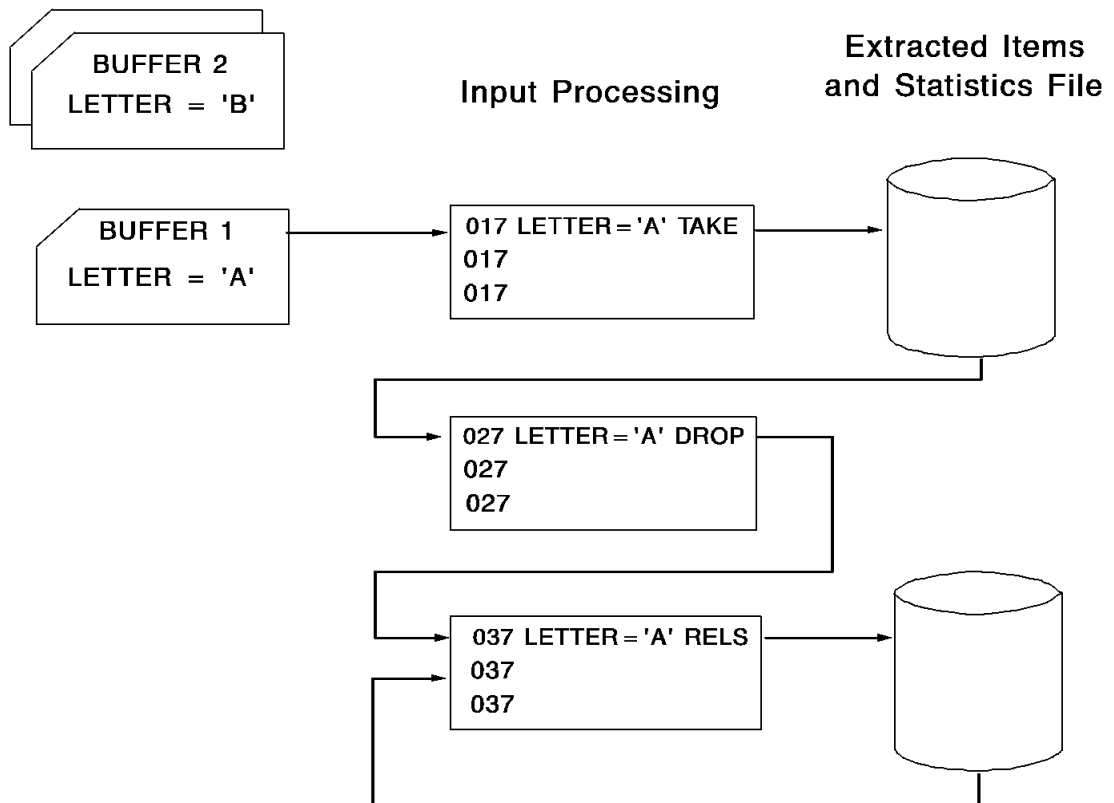 BUFFER 2
LETTER = 'B'
Input Processing
Extracted Items
and Statistics File
BUFFER 1
LETTER = 'A'
017 LETTER = 'A' TAKE
017
017
027 LETTER = 'A' DROP
027
027
037 LETTER = 'A' RELS
037
037